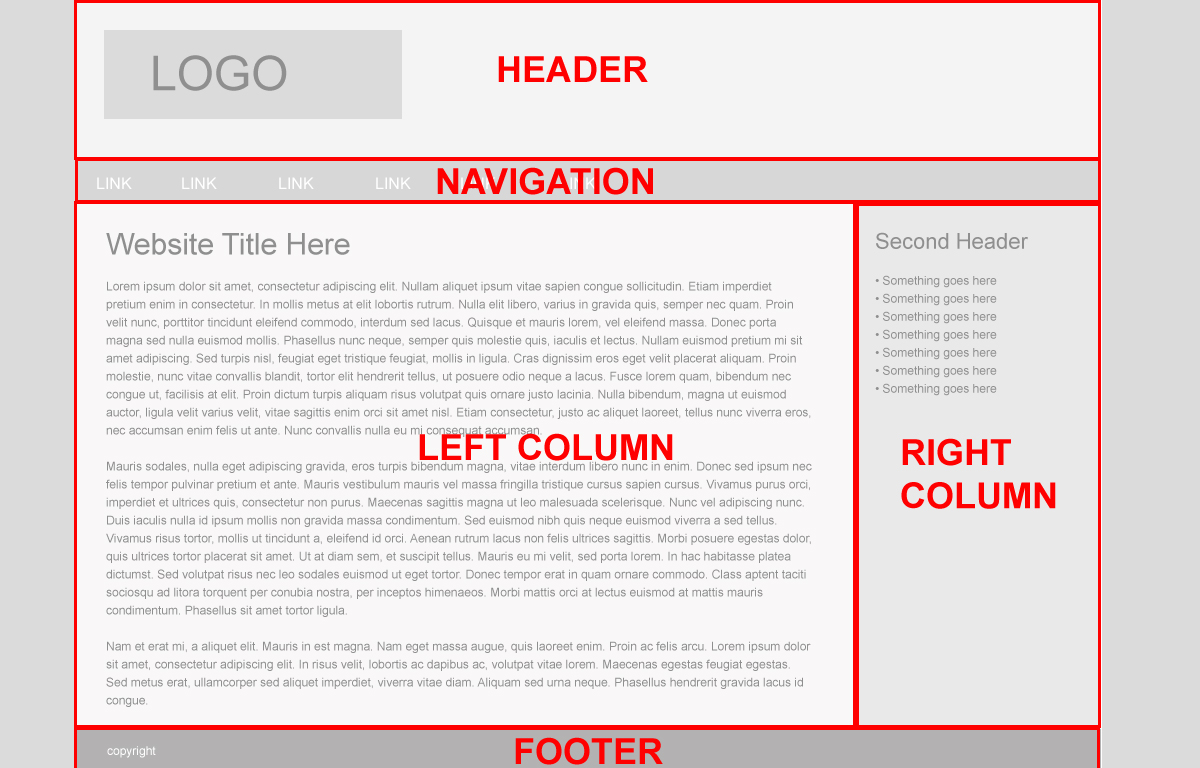 LOGO
HEADER
LINK LINK LINK LINK NAVIGATION
Website Title Here
Lorem ipsum dolor sit amet, consectetur adipiscing elit. Nullam aliquet ipsum vitae sapien congue sollicitudin. Etiam imperdiet
pretium enim in consectetur. In mollis metus at elit lobortis rutrum. Nulla elit libero, varius in gravida quis, semper nec quam. Proin
velit nunc, porttitor tincidunt eleifend commodo, interdum sed lacus. Quisque et mauris lorem, vel eleifend massa. Donec porta
magna sed nulla euismod mollis. Phasellus nunc neque, semper quis molestie quis, iaculis et lectus. Nullam euismod pretium mi sit
amet adipiscing. Sed turpis nisl, feugiat eget tristique feugiat, mollis in ligula. Cras dignissim eros eget velit placerat aliquam. Proin
molestie, nunc vitae convallis blandit, tortor elit hendrerit tellus, ut posuere odio neque a lacus. Fusce lorem quam, bibendum nec
congue ut, facilisis at elit. Proin dictum turpis aliquam risus volutpat quis ornare justo lacinia. Nulla bibendum, magna ut euismod
auctor, ligula velit varius velit, vitae sagittis enim orci sit amet nisl. Etiam consectetur, justo ac aliquet laoreet, tellus nunc viverra eros,
nec accumsan enim felis ut ante. Nunc convallis nulla eu mi consequat accumsan.
LEFT COLUMN
Mauris sodales, nulla eget adipiscing gravida, eros turpis bibendum magna, vitae interdum libero nunc in enim. Donec sed ipsum nec
felis tempor pulvinar pretium et ante. Mauris vestibulum mauris vel massa fringilla tristique cursus sapien cursus. Vivamus purus orci,
imperdiet et ultrices quis, consectetur non purus. Maecenas sagittis magna ut leo malesuada scelerisque. Nunc vel adipiscing nunc.
Duis iaculis nulla id ipsum mollis non gravida massa condimentum. Sed euismod nibh quis neque euismod viverra a sed tellus.
Vivamus risus tortor, mollis ut tincidunt a, eleifend id orci. Aenean rutrum lacus non felis ultrices sagittis. Morbi posuere egestas dolor,
quis ultrices tortor placerat sit amet. Ut at diam sem, et suscipit tellus. Mauris eu mi velit, sed porta lorem. In hac habitasse platea
dictumst. Sed volutpat risus nec leo sodales euismod ut eget tortor. Donec tempor erat in quam ornare commodo. Class aptent taciti
sociosqu ad litora torquent per conubia nostra, per inceptos himenaeos. Morbi mattis orci at lectus euismod at mattis mauris
condimentum. Phasellus sit amet tortor ligula.
Nam et erat mi, a aliquet elit. Mauris in est magna. Nam eget massa augue, quis laoreet enim. Proin ac felis arcu. Lorem ipsum dolor
sit amet, consectetur adipiscing elit. In risus velit, lobortis ac dapibus ac, volutpat vitae lorem. Maecenas egestas feugiat egestas.
Sed metus erat, ullamcorper sed aliquet imperdiet, viverra vitae diam. Aliquam sed urna neque. Phasellus hendrerit gravida lacus id
congue.
Second Header
• Something goes here
• Something goes here
• Something goes here
• Something goes here
• Something goes here
• Something goes here
• Something goes here
RIGHT
COLUMN
copyright
FOOTER